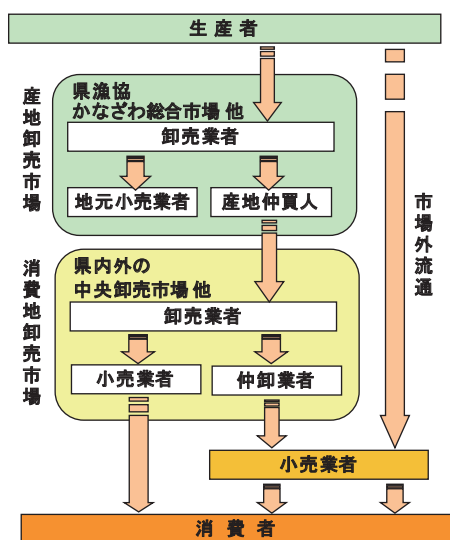 生産者
産地卸売市場
県漁協
かなざわ総合市場 他
卸売業者
地元小売業者
産地仲買人
市場外流通
消費地卸売市場
県内外の
中央卸売市場 他
卸売業者
小売業者
仲卸業者
小売業者
消費者